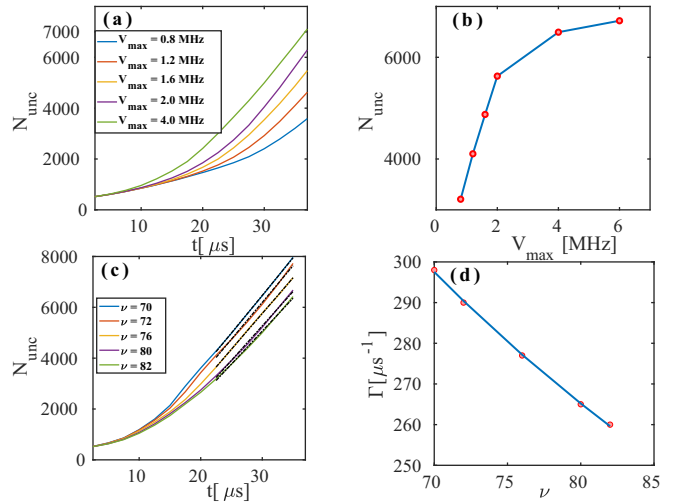 (a)
N_unc
7000
6000
4000
2000
0
V_max = 0.8 MHz
V_max = 1.2 MHz
V_max = 1.6 MHz
V_max = 2.0 MHz
V_max = 4.0 MHz
10 20 30
t[ μs]
(b)
N_unc
6000
4000
0 2 4 6
V_max [MHz]
(c)
N_unc
8000
6000
4000
2000
0
ν = 70
ν = 72
ν = 76
ν = 80
ν = 82
10 20 30
t[ μs]
(d)
Γ[μs⁻¹]
300
290
280
270
260
250
70 75 80 85
ν